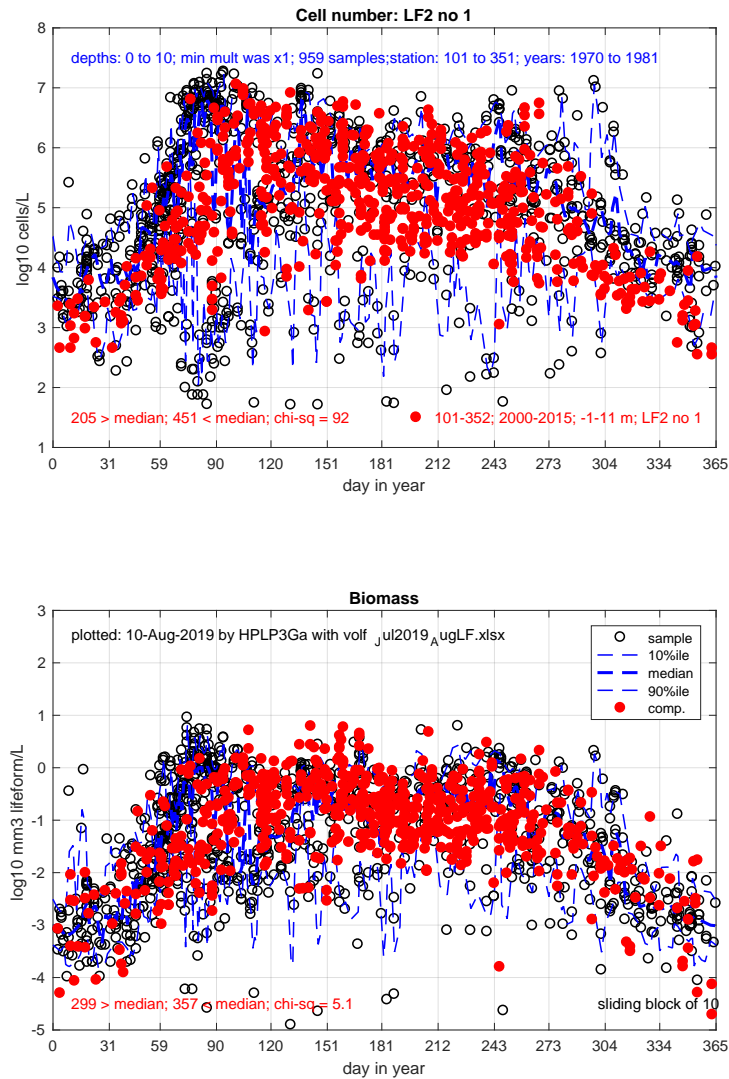 Cell number: LF2 no 1
depths: 0 to 10; min mult was x1; 959 samples;station: 101 to 351; years: 1970 to 1981
8
7
6
5
4
3
2
1
log10 cells/L
205 > median; 451 < median; chi-sq = 92
101-352; 2000-2015; -1-11 m; LF2 no 1
0 31 59 90 120 151 181 212 243 273 304 334 365
day in year
Biomass
plotted: 10-Aug-2019 by HPLP3Ga with volf Jul2019AugLF.xlsx
sample
10%ile
median
90%ile
comp.
3
2
1
0
-1
-2
-3
-4
-5
log10 mm3 lifeform/L
299 > median; 357 < median; chi-sq = 5.1
sliding block of 10
0 31 59 90 120 151 181 212 243 273 304 334 365
day in year